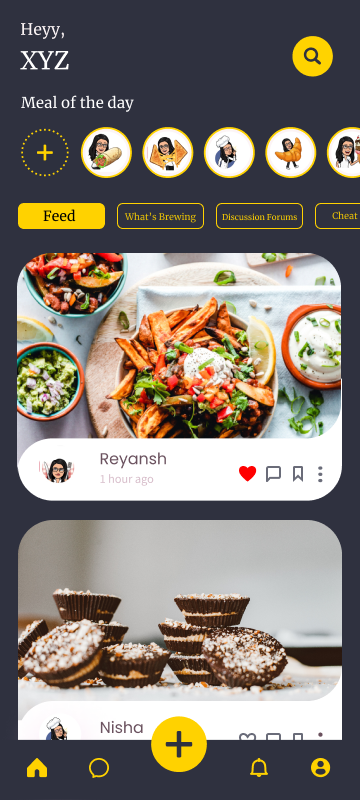 Heyy,
XYZ
Meal of the day
Feed
What's Brewing
Discussion Forums
Cheat
Reyansh
1 hour ago
Nisha